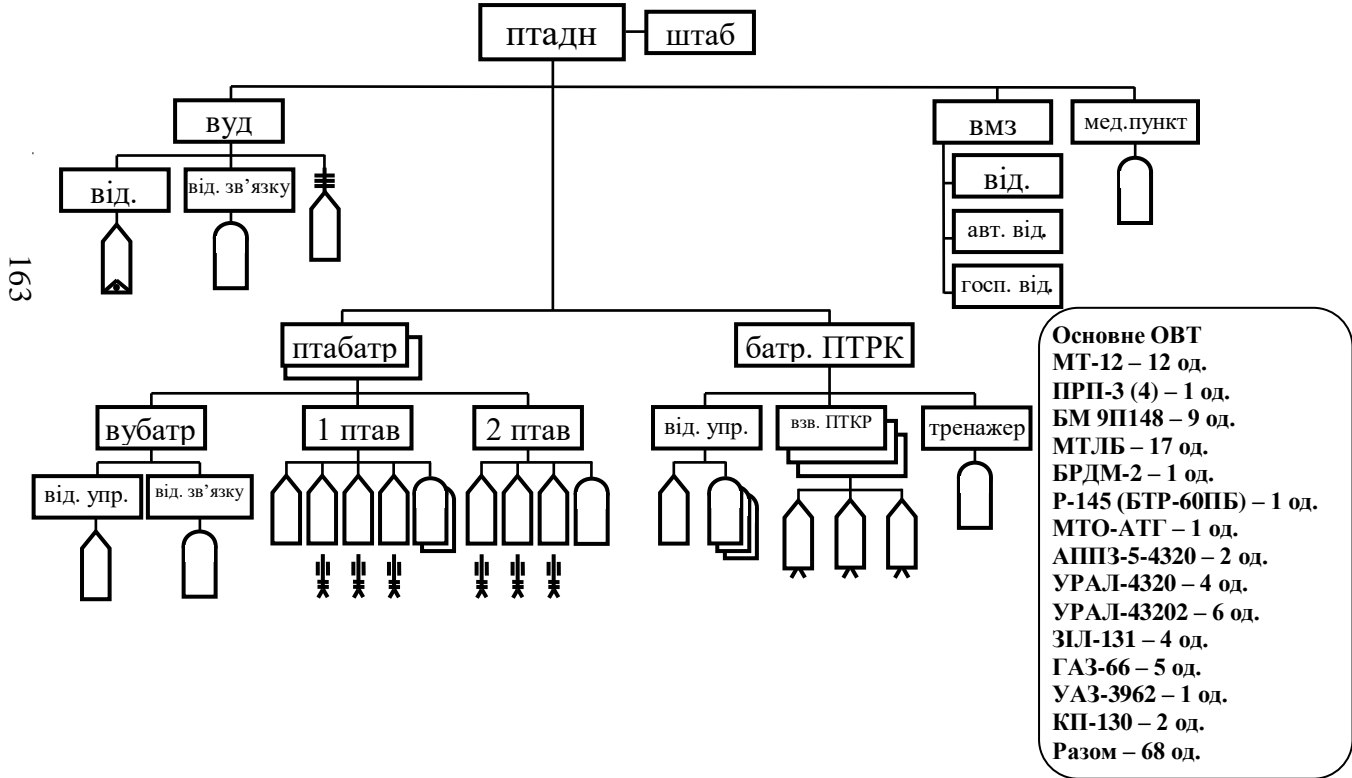 птадн
штаб
вуд
вмз
мед.пункт
від.
від. зв’язку
від.
авт. від.
госп. від.
163
птабатр
батр. ПТРК
вубатр
1 птав
2 птав
від. упр.
взв. ПТКР
тренажер
від. упр.
від. зв’язку
Основне ОВТ
МТ-12 – 12 од.
ПРП-3 (4) – 1 од.
БМ 9П148 – 9 од.
МТЛБ – 17 од.
БРДМ-2 – 1 од.
Р-145 (БТР-60ПБ) – 1 од.
МТО-АТГ – 1 од.
АППЗ-5-4320 – 2 од.
УРАЛ-4320 – 4 од.
УРАЛ-43202 – 6 од.
ЗІЛ-131 – 4 од.
ГАЗ-66 – 5 од.
УАЗ-3962 – 1 од.
КП-130 – 2 од.
Разом – 68 од.